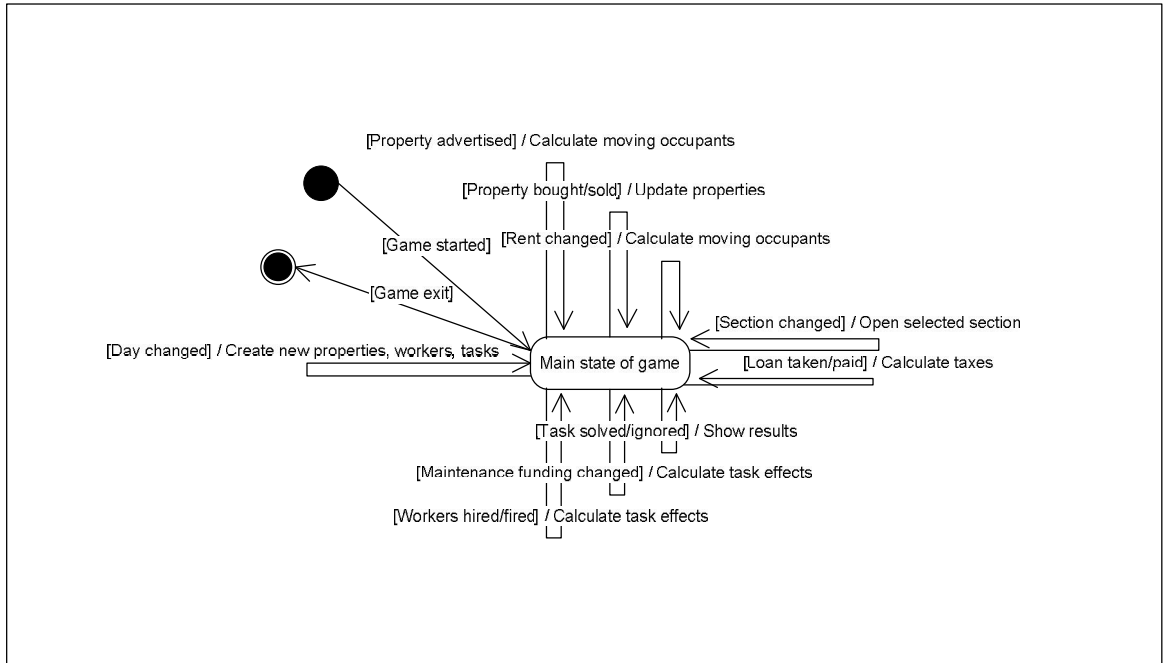 [Property advertised] / Calculate moving occupants
[Property bought/sold] / Update properties
[Rent changed] / Calculate moving occupants
[Game started]
[Game exit]
[Section changed] / Open selected section
[Day changed] / Create new properties, workers, tasks
Main state of game
[Loan taken/paid] / Calculate taxes
[Task solved/ignored] / Show results
[Maintenance funding changed] / Calculate task effects
[Workers hired/fired] / Calculate task effects